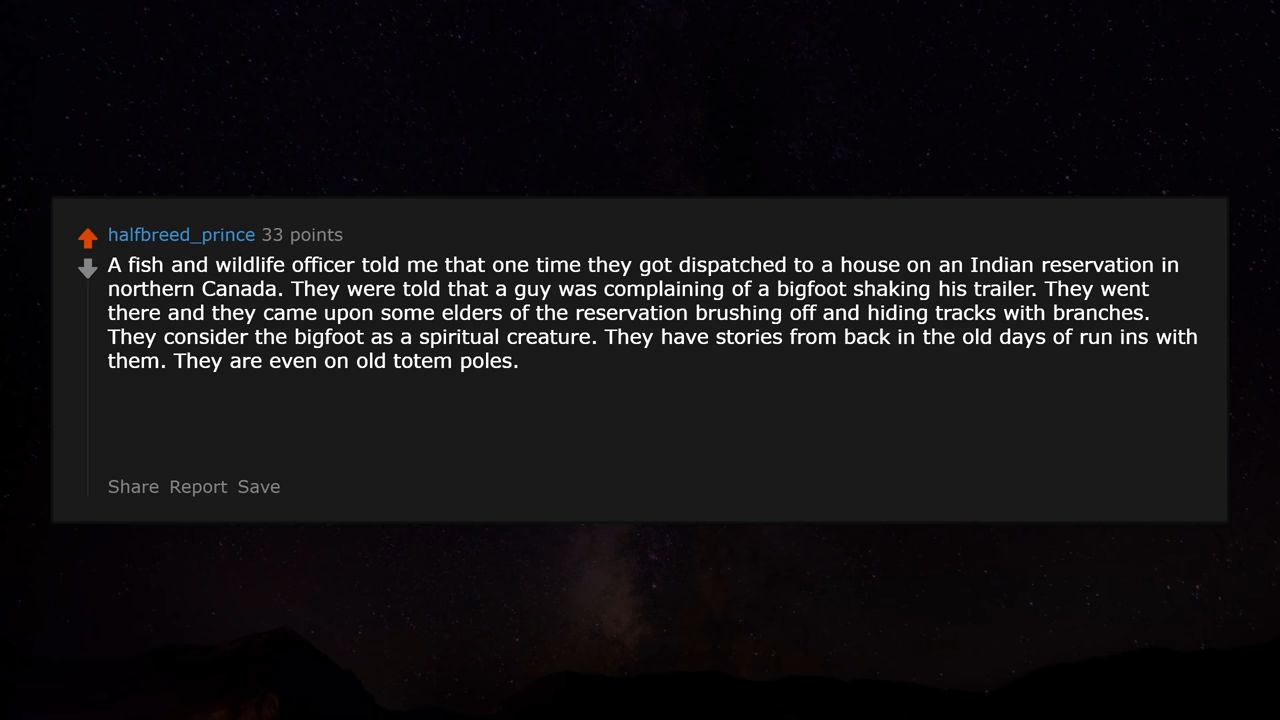 halfbreed_prince 33 points
A fish and wildlife officer told me that one time they got dispatched to a house on an Indian reservation in
northern Canada. They were told that a guy was complaining of a bigfoot shaking his trailer. They went
there and they came upon some elders of the reservation brushing off and hiding tracks with branches.
They consider the bigfoot as a spiritual creature. They have stories from back in the old days of run ins with
them. They are even on old totem poles.
Share Report Save